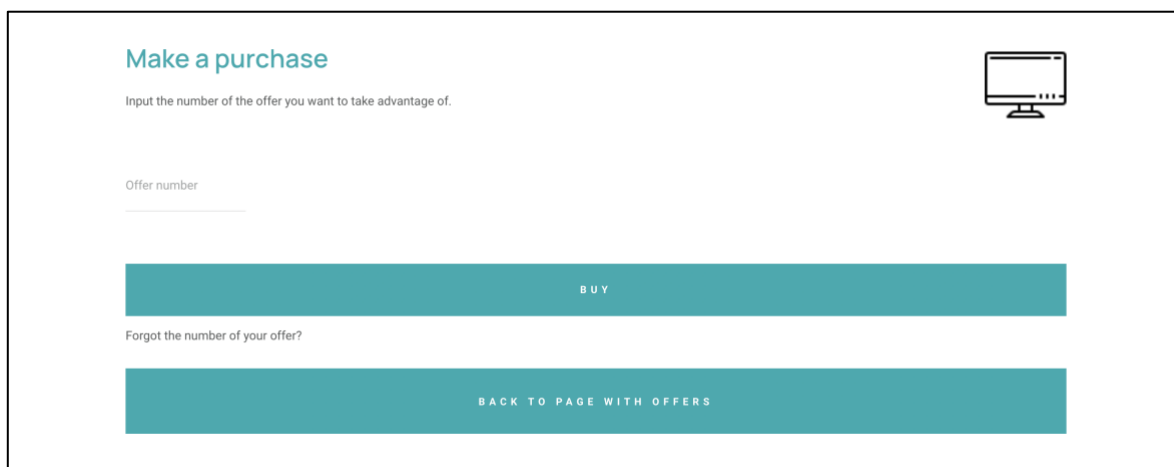 Make a purchase
Input the number of the offer you want to take advantage of.
Offer number
BUY
Forgot the number of your offer?
BACK TO PAGE WITH OFFERS